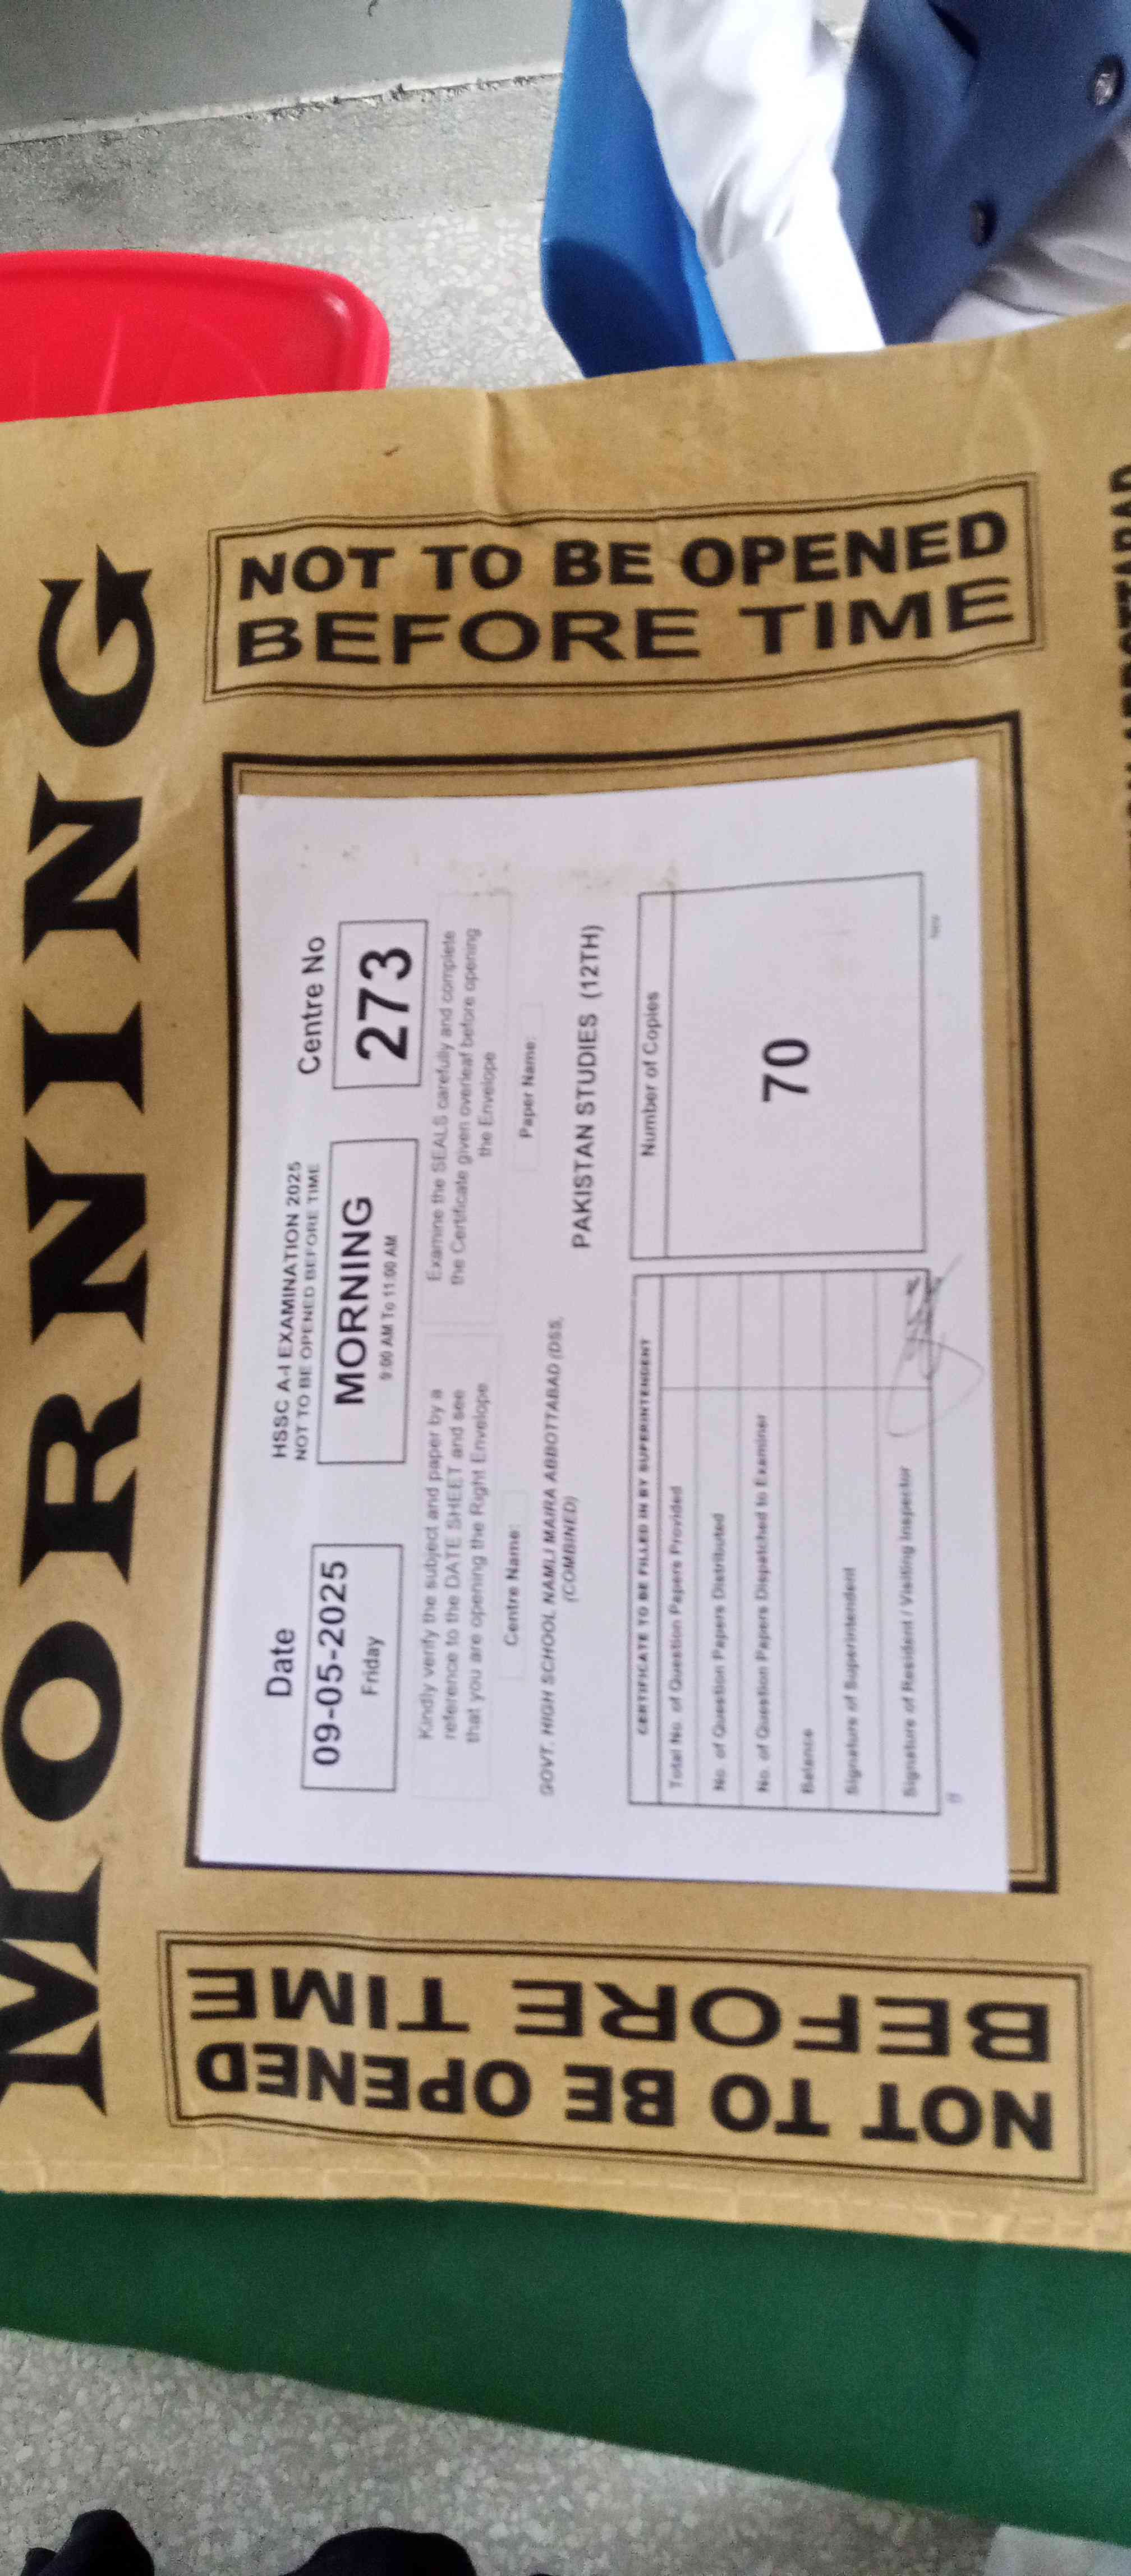 MORNING
NOT TO BE OPENED
BEFORE TIME
HSSC A-I EXAMINATION 2025
NOT TO BE OPENED BEFORE TIME
Date
Centre No
09-05-2025
Friday
MORNING
9:00 AM To 11:00 AM
273
Kindly verify the subject and paper by a
reference to the DATE SHEET and see
that you are opening the Right Envelope
Examine the SEALS carefully and complete
the Certificate given overleaf before opening
the Envelope
Centre Name:
Paper Name:
GOVT. HIGH SCHOOL NAMLI MAIRA ABBOTTABAD (DSS,
(COMBINED)
PAKISTAN STUDIES (12TH)
CERTIFICATE TO BE FILLED IN BY SUPERINTENDENT
Total No. of Question Papers Provided
No. of Question Papers Distributed
No. of Question Papers Dispatched to Examiner
Balance
Signature of Superintendent
Signature of Resident / Visiting Inspector
Number of Copies
70
NOT TO BE OPENED
BEFORE TIME
ABBOTTABAD